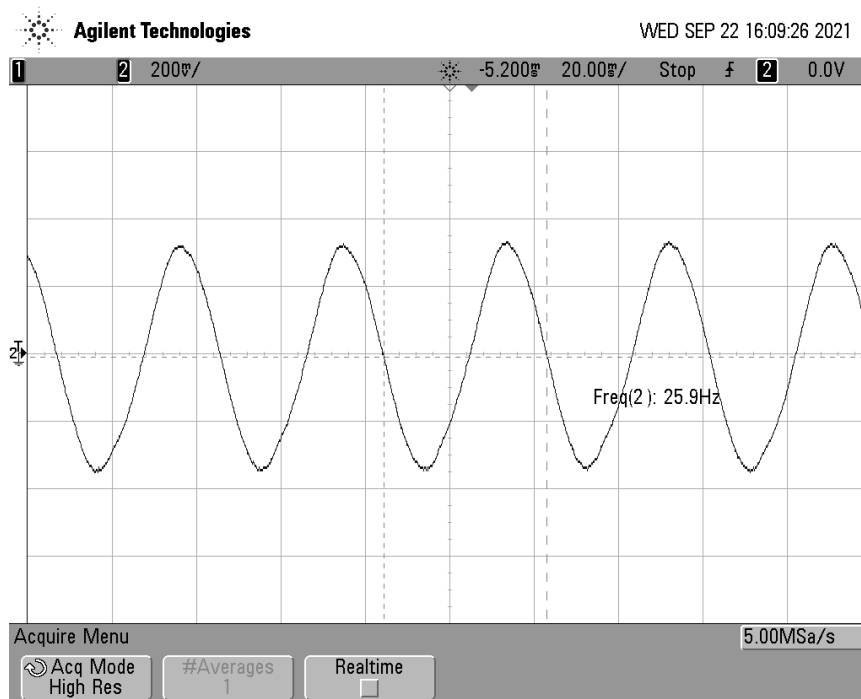 Agilent Technologies WED SEP 22 16:09:26 2021
1 2 200mV/ -5.200ms 20.00ms/ Stop 2 0.0V
T
2
Freq(2): 25.9Hz
Acquire Menu 5.00MSa/s
Acq Mode #Averages Realtime
High Res 1